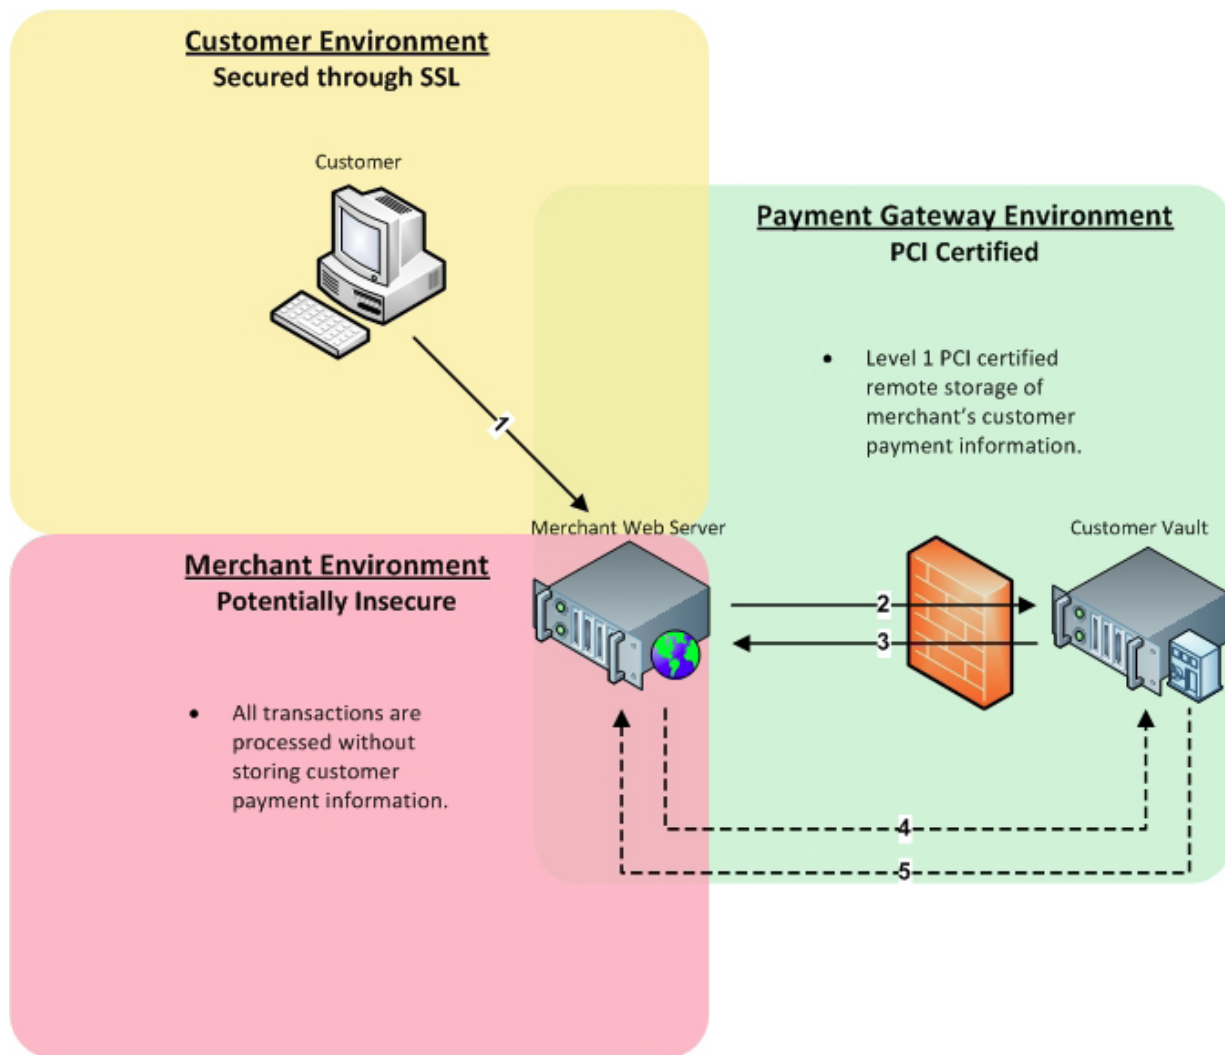 Customer Environment
Secured through SSL
Customer
Payment Gateway Environment
PCI Certified
• Level 1 PCI certified
remote storage of
merchant's customer
payment information.
1
Merchant Web Server
Customer Vault
Merchant Environment
Potentially Insecure
2
3
• All transactions are
processed without
storing customer
payment information.
4
5